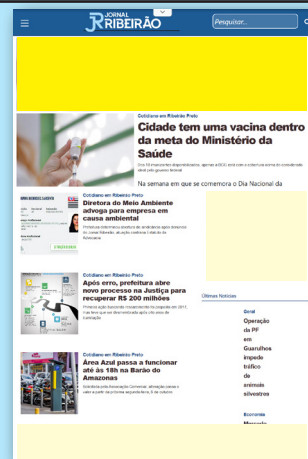 JORNAL
RIBEIRÃO
Pesquisar...
Cotidiano em Ribeirão Preto
Cidade tem uma vacina dentro
da meta do Ministério da
Saúde
Na semana em que se comemora o Dia Nacional da
Cotidiano em Ribeirão Preto
Diretora do Meio Ambiente
advoga para empresa em
causa ambiental
Cotidiano em Ribeirão Preto
Após erro, prefeitura abre
novo processo na Justiça para
recuperar R$ 200 milhões
Últimas Notícias
Geral
Operação
da PF
em
Guarulhos
impede
tráfico
de
animais
silvestres
Cotidiano em Ribeirão Preto
Área Azul passa a funcionar
até às 18h na Barão do
Amazonas
Economia